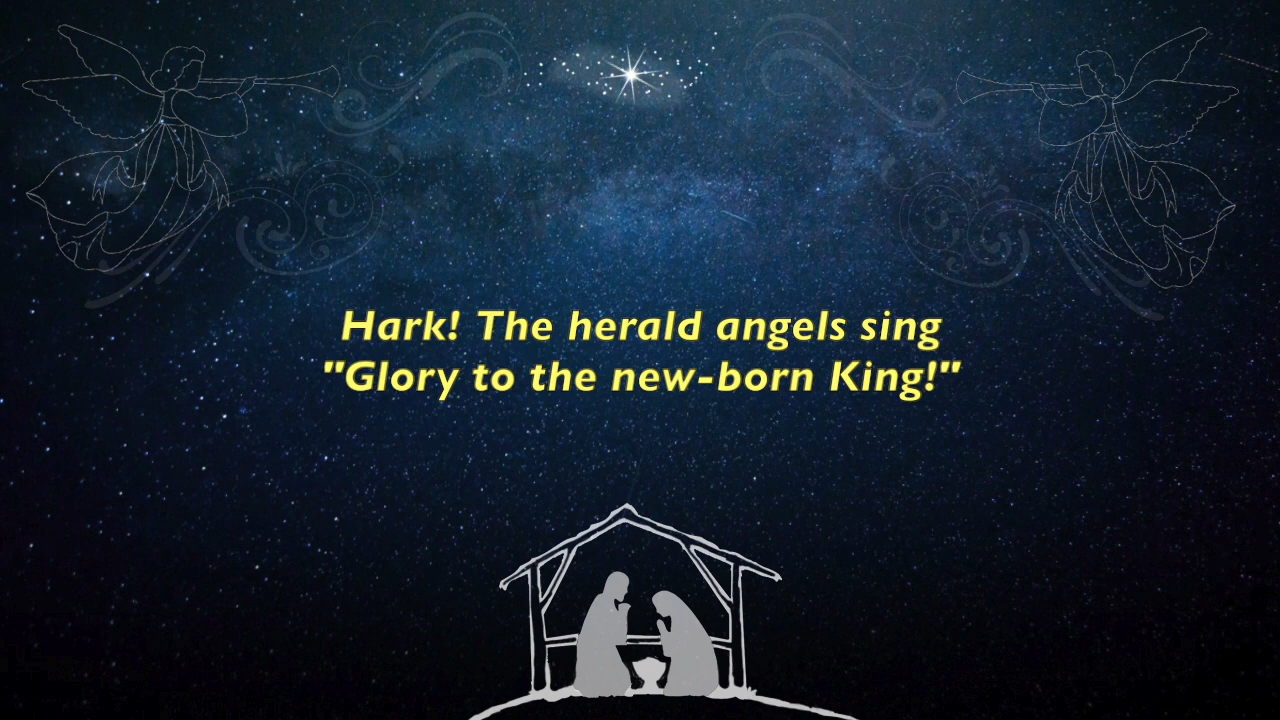 Hark! The herald angels sing
"Glory to the new-born King!"